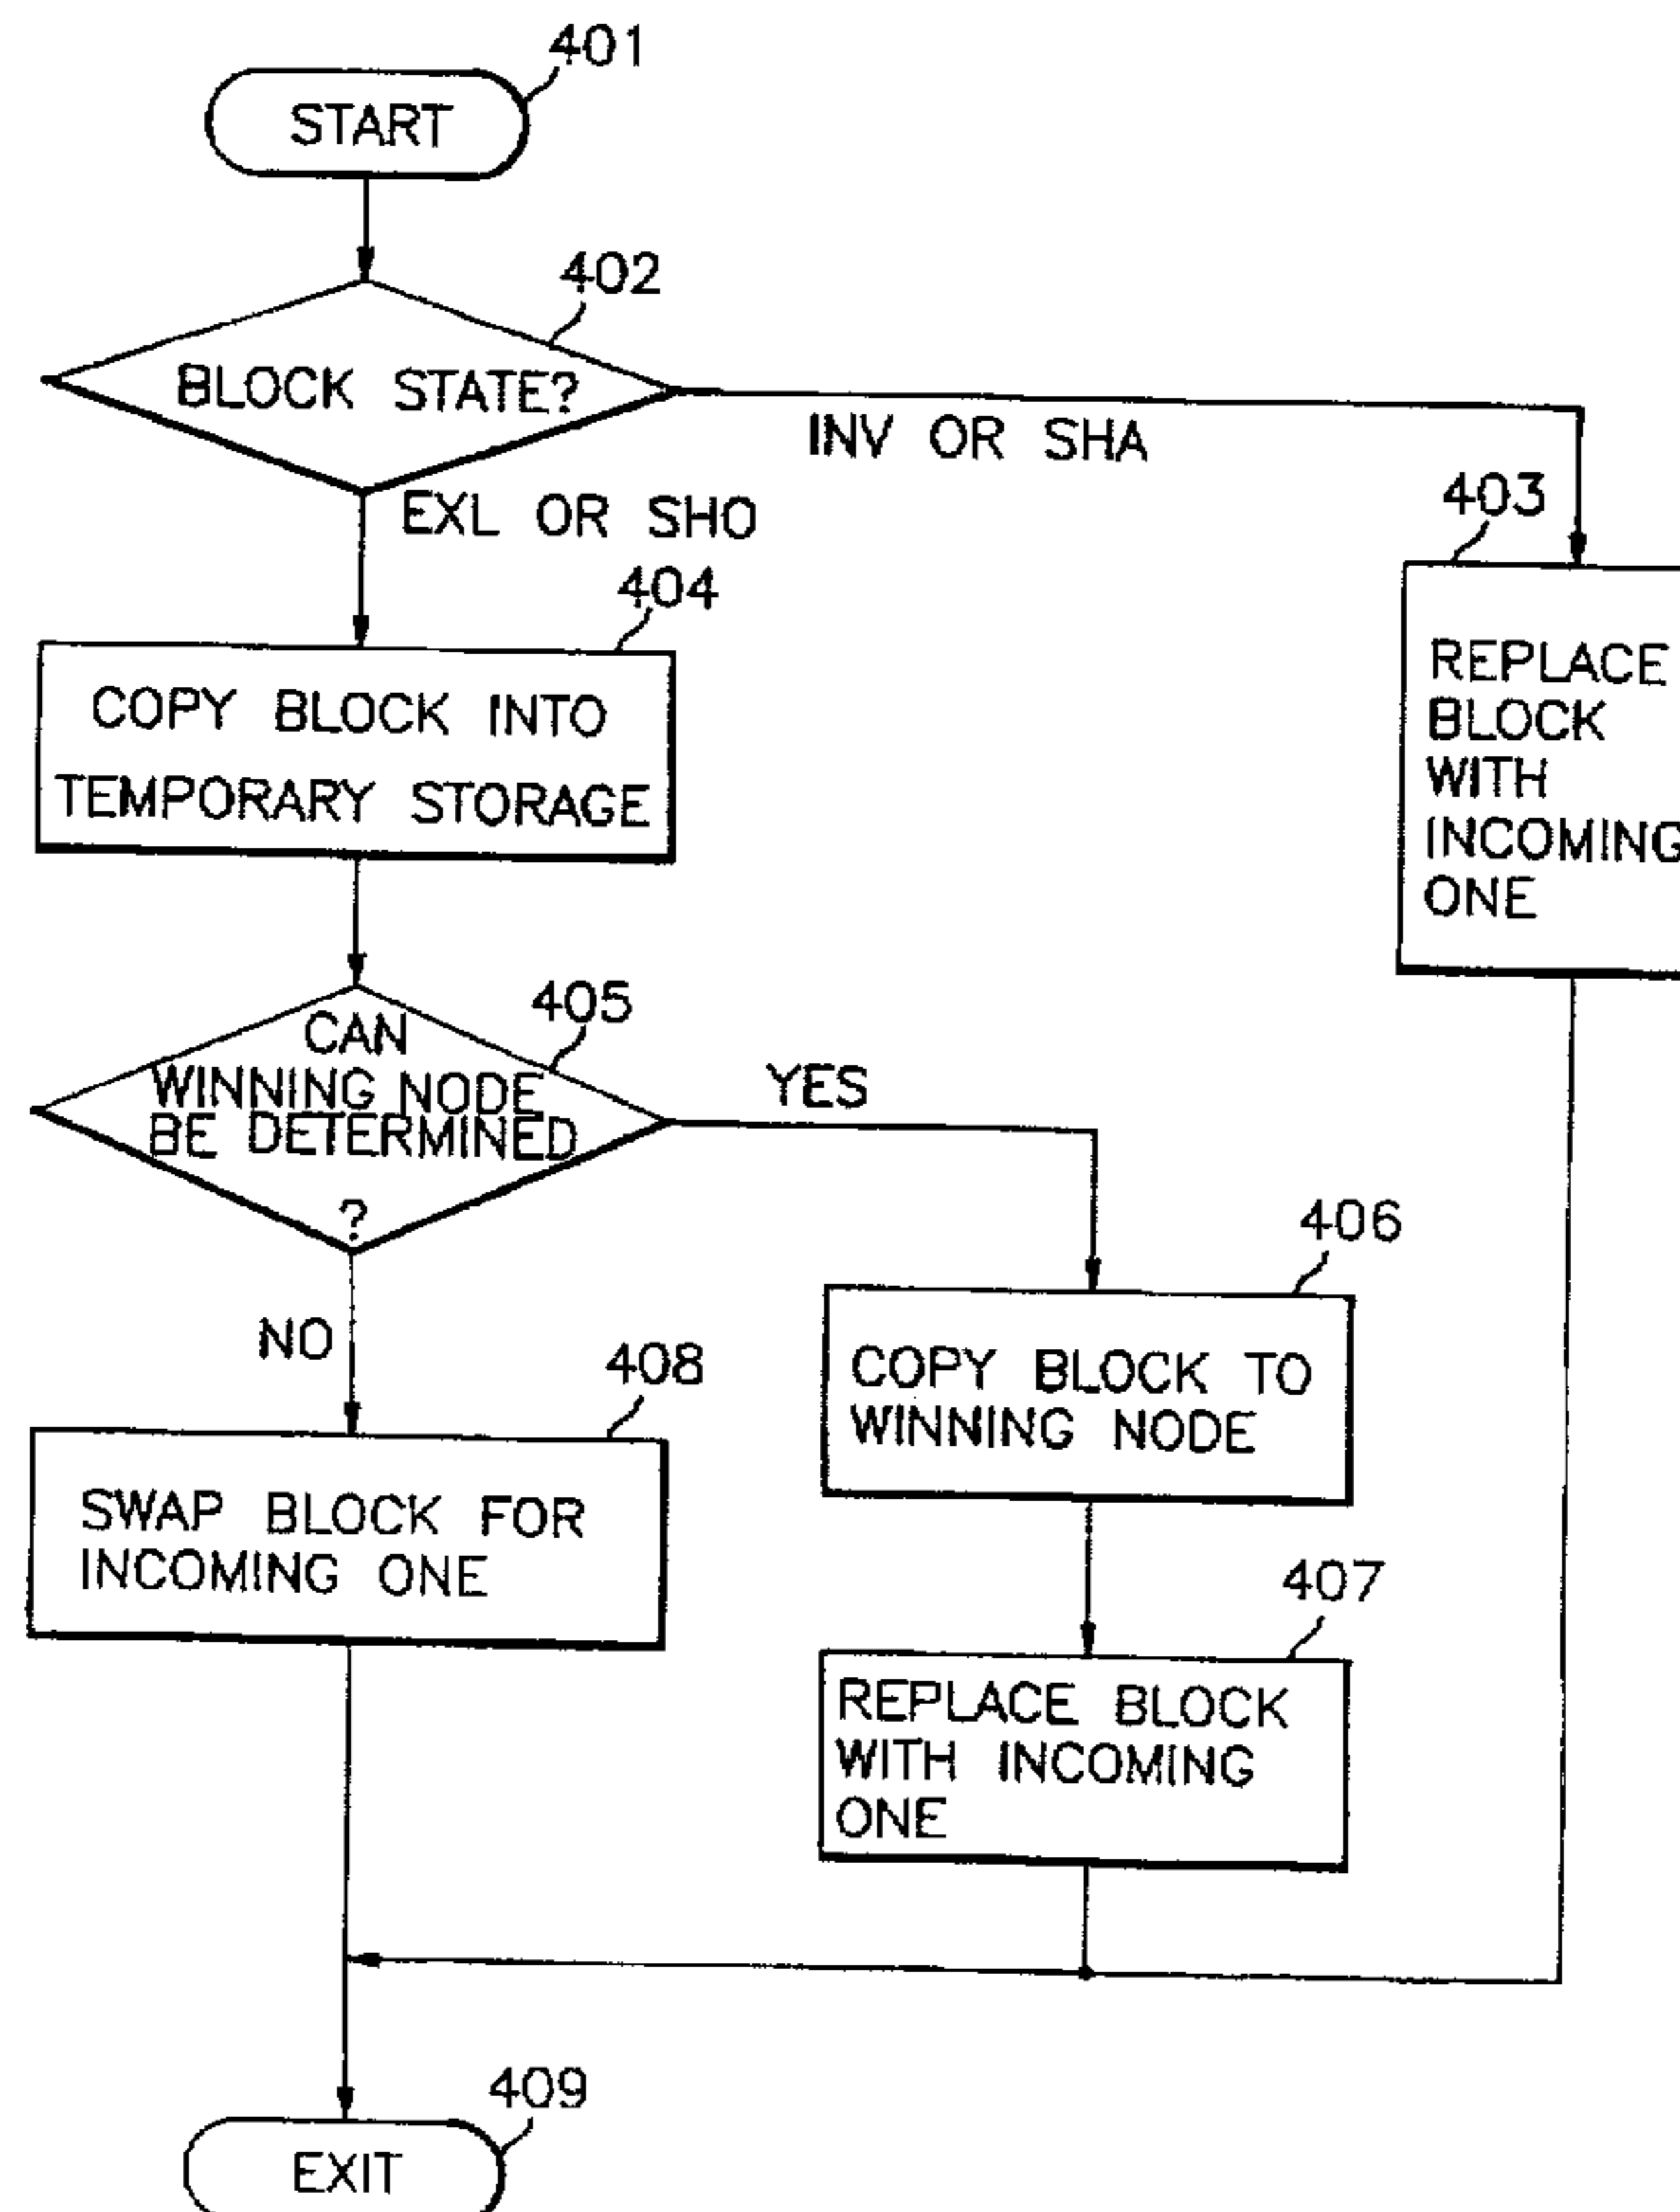 401
START
402
BLOCK STATE?
INV OR SHA
EXL OR SHO
403
REPLACE
BLOCK
WITH
INCOMING
ONE
404
COPY BLOCK INTO
TEMPORARY STORAGE
405
CAN
WINNING NODE
BE DETERMINED
?
YES
NO
406
COPY BLOCK TO
WINNING NODE
408
SWAP BLOCK FOR
INCOMING ONE
407
REPLACE BLOCK
WITH INCOMING
ONE
409
EXIT